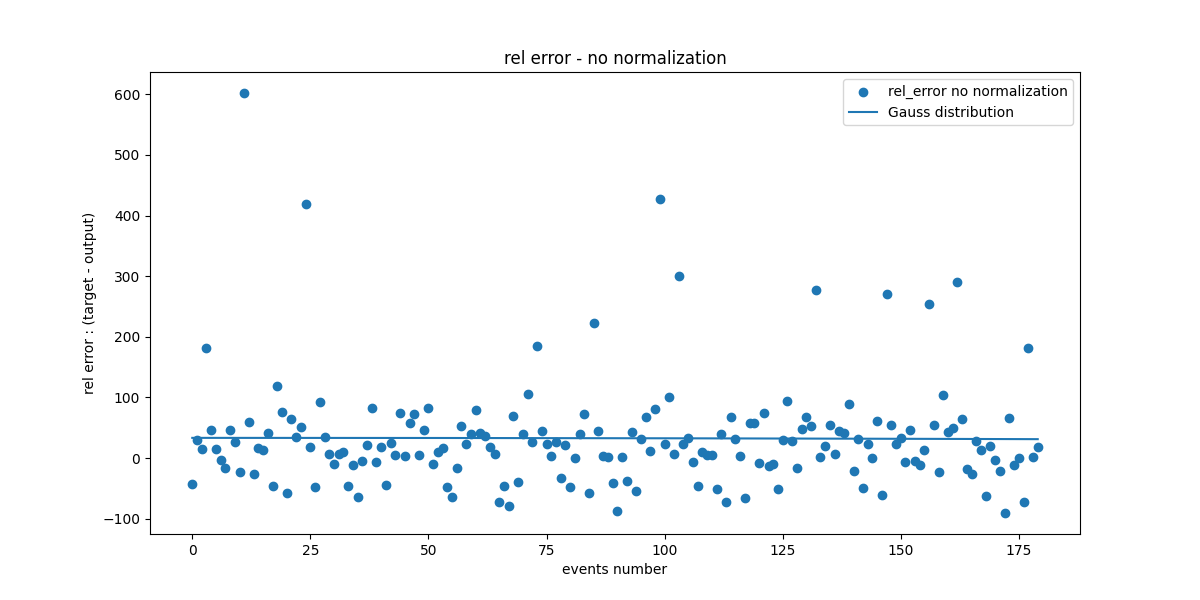 rel error - no normalization
rel_error no normalization
Gauss distribution
rel error : (target - output)
600
500
400
300
200
100
0
−100
0 25 50 75 100 125 150 175
events number